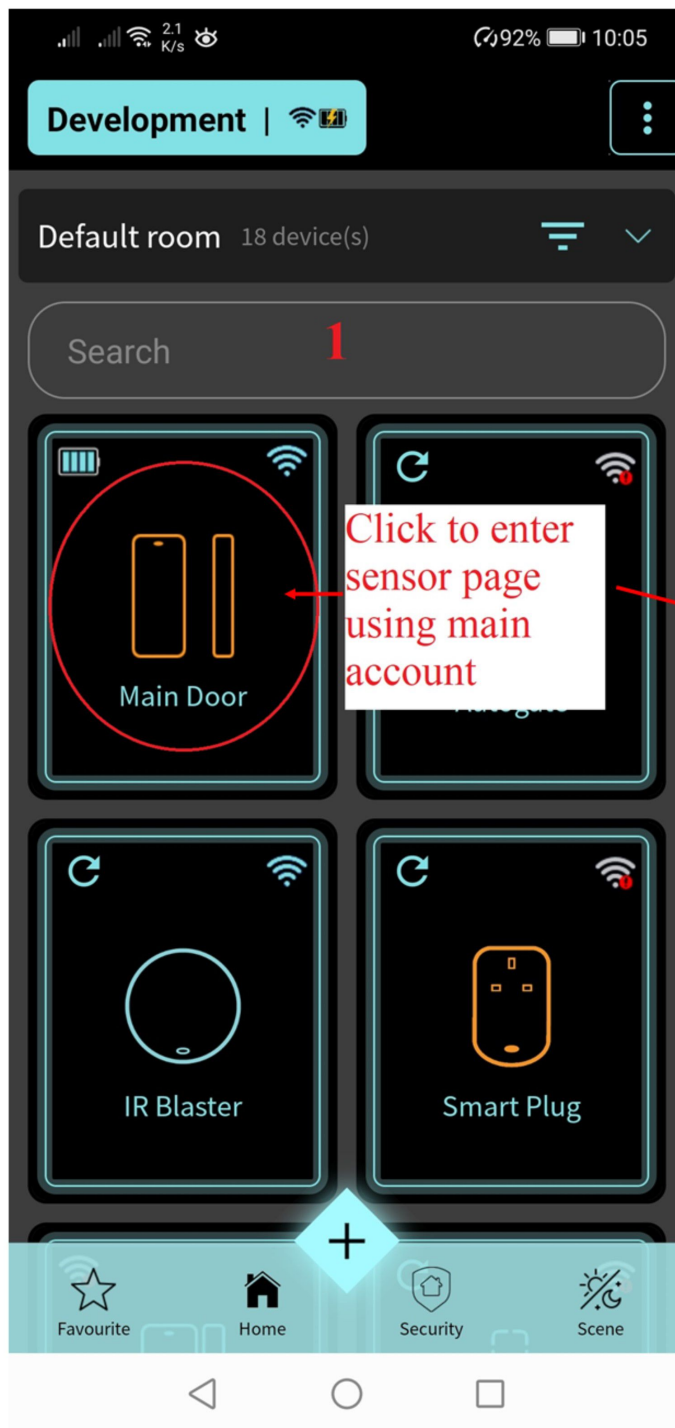 2.1
K/s
92%
10:05
Development |
Default room 18 device(s)
Search
1
Click to enter
sensor page
using main
account
Main Door
IR Blaster
Smart Plug
+
Favourite
Home
Security
Scene